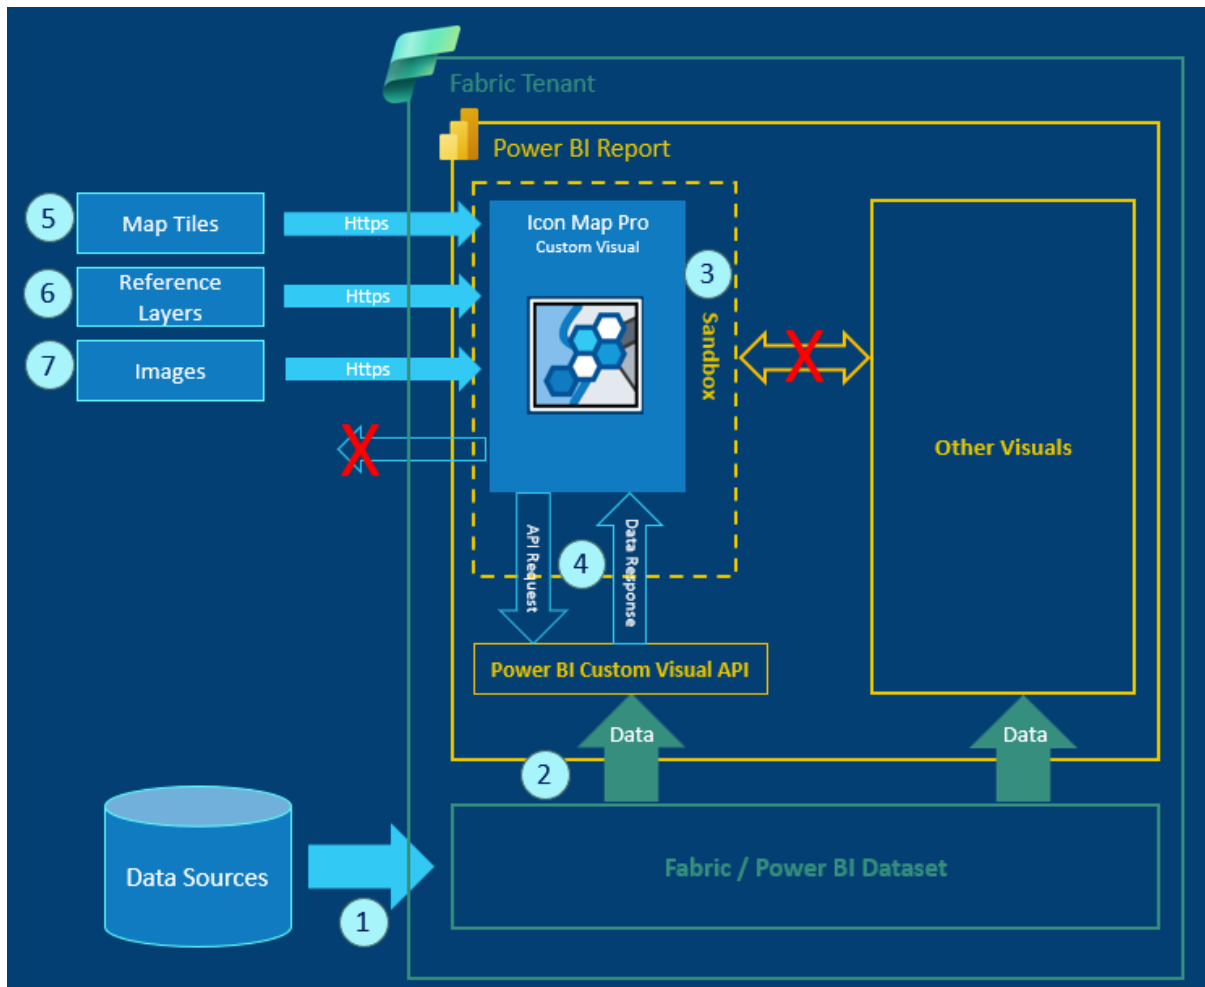 Fabric Tenant
Power BI Report
5
Map Tiles
Https
6
Reference
Layers
Https
7
Images
Https
Icon Map Pro
Custom Visual
3
Sandbox
X
X
Other Visuals
API Request
4
Data Response
Power BI Custom Visual API
Data
Data
2
Data Sources
1
Fabric / Power BI Dataset